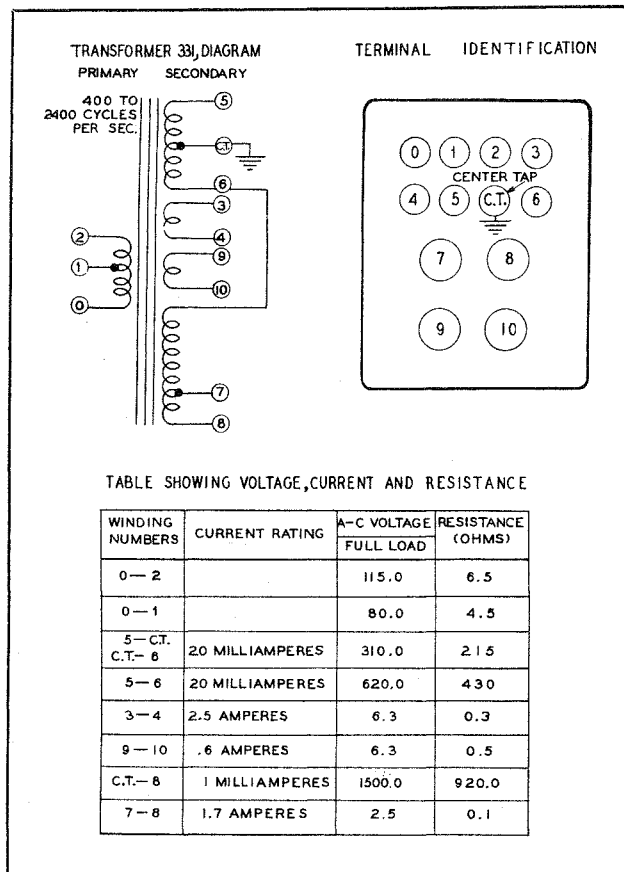 TRANSFORMER 331, DIAGRAM
PRIMARY SECONDARY
400 TO
2400 CYCLES
PER SEC.
5
C.T.
6
3
4
2
9
1
10
0
7
8
TERMINAL IDENTIFICATION
0 1 2 3
CENTER TAP
4 5 C.T. 6
7 8
9 10
TABLE SHOWING VOLTAGE, CURRENT AND RESISTANCE
WINDING NUMBERS CURRENT RATING A-C VOLTAGE FULL LOAD RESISTANCE (OHMS)
0—2 115.0 6.5
0—1 80.0 4.5
5—C.T.
C.T.—8 20 MILLIAMPERES 310.0 215
5—6 20 MILLIAMPERES 620.0 430
3—4 2.5 AMPERES 6.3 0.3
9—10 .6 AMPERES 6.3 0.5
C.T.—8 1 MILLIAMPERES 1500.0 920.0
7—8 1.7 AMPERES 2.5 0.1